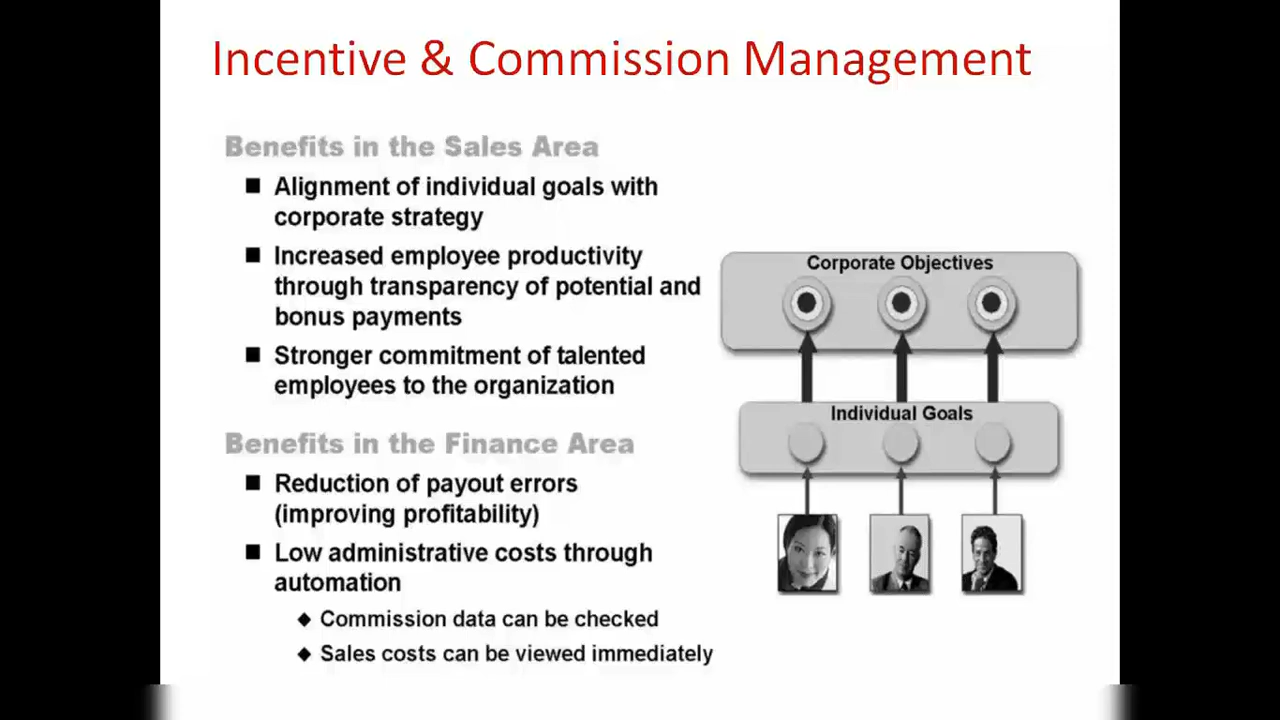 Incentive & Commission Management
Benefits in the Sales Area
Alignment of individual goals with
corporate strategy
Increased employee productivity
through transparency of potential and
bonus payments
Stronger commitment of talented
employees to the organization
Benefits in the Finance Area
Reduction of payout errors
(improving profitability)
Low administrative costs through
automation
Commission data can be checked
Sales costs can be viewed immediately
Corporate Objectives
Individual Goals